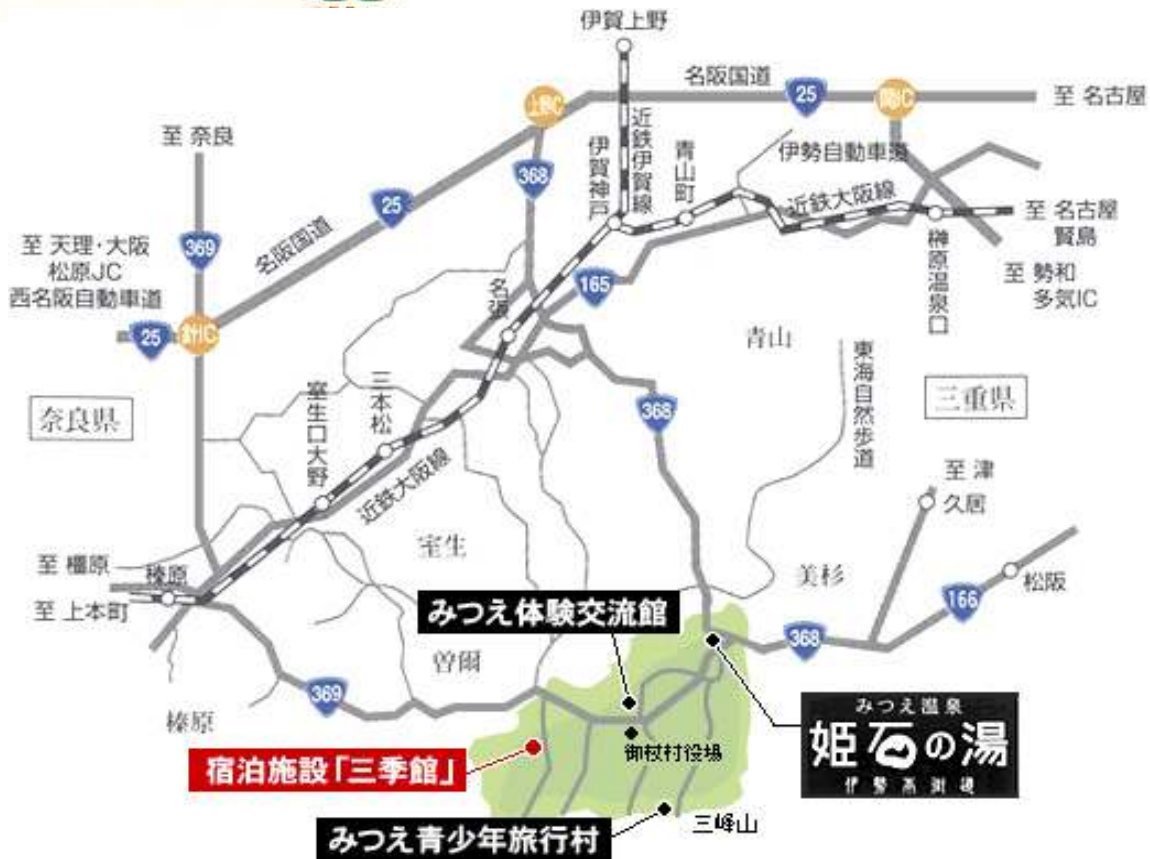 伊賀上野
名阪国道
25
関IC
至 名古屋
上野IC
至 奈良
368
近鉄伊賀線
伊賀神戸
青山町
伊勢自動車道
近鉄大阪線
至 名古屋
賢島
榊原温泉口
至 勢和
多気IC
25
名阪国道
369
至 天理・大阪
松原JC
西名阪自動車道
25
針IC
名張
165
青山
東海自然歩道
三重県
奈良県
室生口大野
三本松
368
近鉄大阪線
至 津
久居
室生
至 橿原
榛原
至 上本町
美杉
松阪
166
みつえ体験交流館
368
曽爾
369
榛原
宿泊施設「三季館」
御杖村役場
みつえ温泉
姫石の湯
伊勢本街道
みつえ青少年旅行村
三峰山